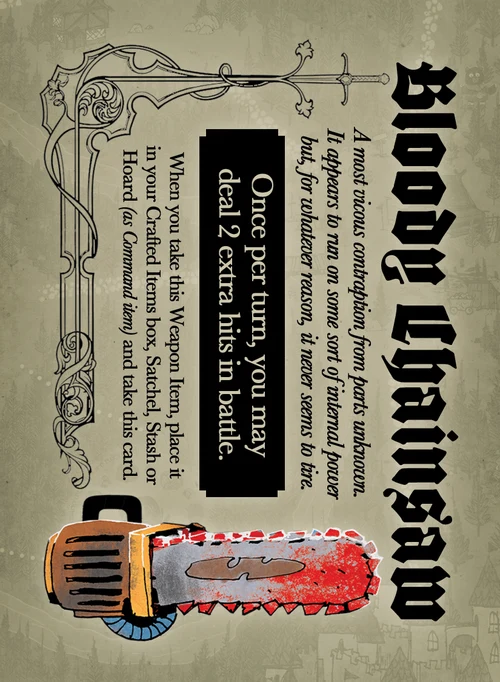 Bloody Chainsaw
A most vicous contraption from parts unknown.
It appears to run on some sort of internal power
but, for whatever reason, it never seems to tire.
Once per turn, you may
deal 2 extra hits in battle.
When you take this Weapon Item, place it
in your Crafted Items box, Satchel, Stash or
Hoard (as Command item) and take this card.